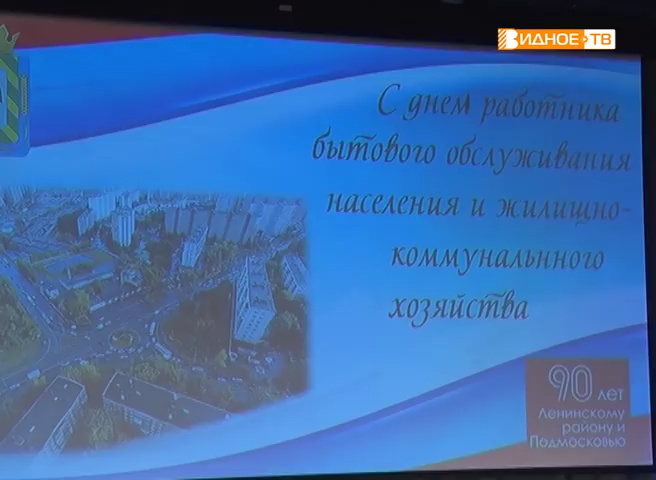 ВИДНОЕ ТВ
С днем работника
бытового обслуживания
населения и жилищно-
коммунальнного
хозяйства
90 лет
Ленинскому
району и
Подмосковью